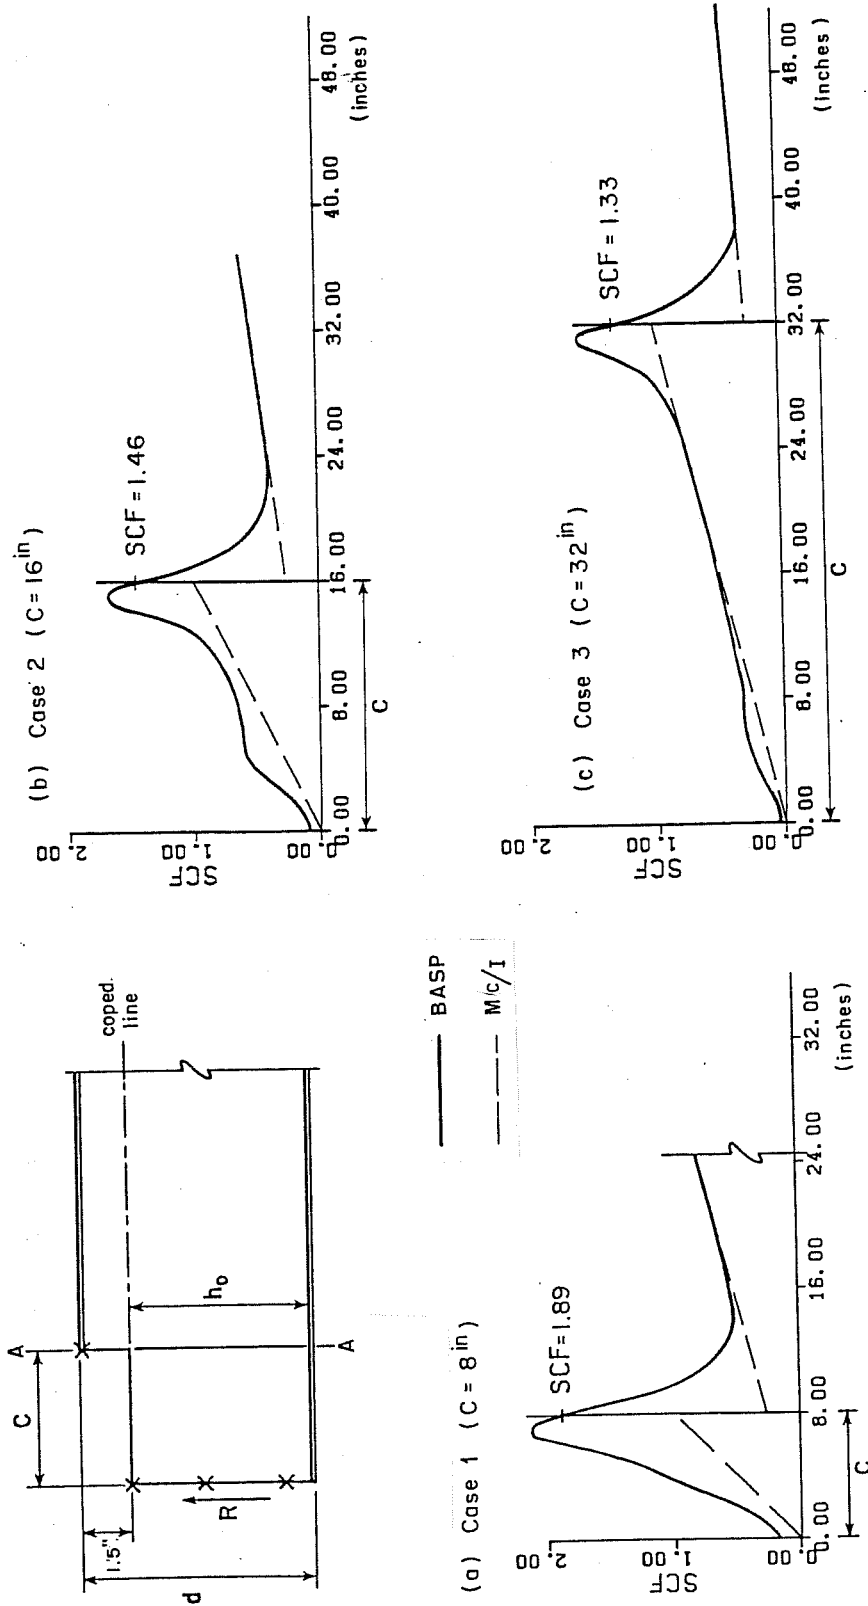 coped.
line
A
A
C
h₀
R
1.5"
d
BASP
M/c/I
(a) Case 1 (C = 8ⁱⁿ)
SCF=1.89
SCF
2.00
1.00
0.00
0.00
8.00
16.00
24.00
32.00
(inches)
C
(b) Case 2 (C = 16ⁱⁿ)
SCF = 1.46
SCF
2.00
1.00
0.00
0.00
8.00
16.00
24.00
32.00
40.00
48.00
(inches)
C
(c) Case 3 (C = 32ⁱⁿ)
SCF = 1.33
SCF
2.00
1.00
0.00
0.00
8.00
16.00
24.00
32.00
40.00
48.00
(inches)
C